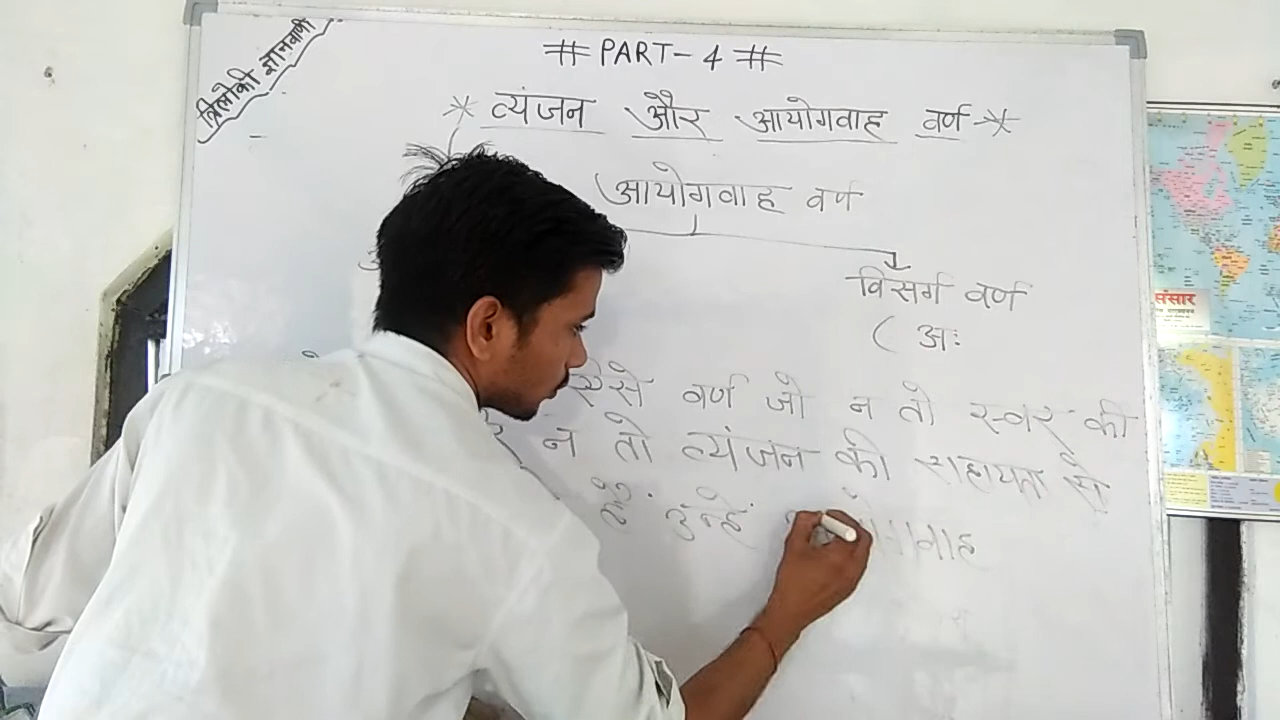 त्रिलोकी ज्ञानवाणी
# PART-4 #
* व्यंजन और आयोगवाह वर्ण *
आयोगवाह वर्ण
विसर्ग वर्ण
( अः
ऐसे वर्ण जो न तो स्वर की
न तो व्यंजन की सहायता से
हैं उन्हें
संसार